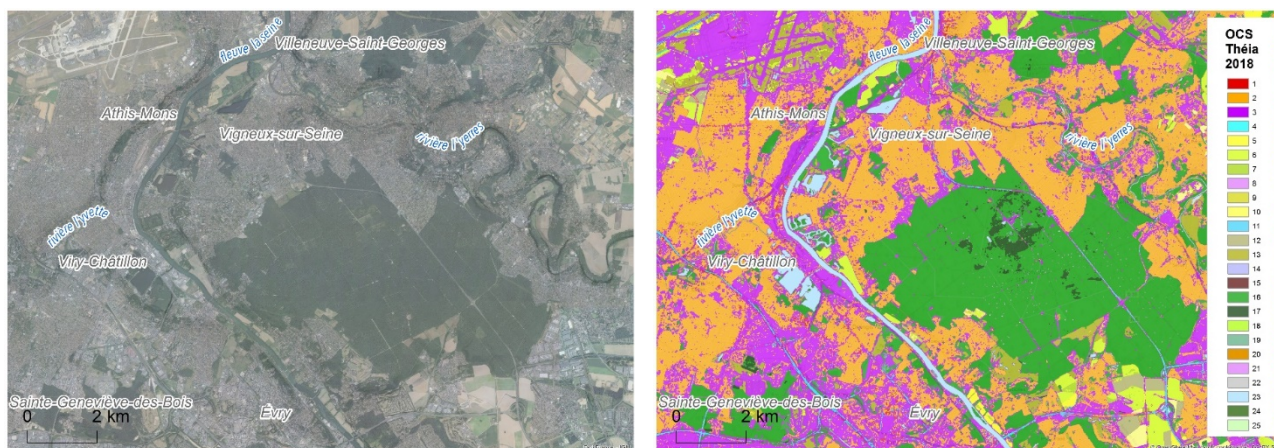 fleuve la seine
Villeneuve-Saint-Georges
Athis-Mons
Vigneux-sur-Seine
rivière l'yerres
rivière l'yvette
Viry-Châtillon
Sainte-Geneviève-des-Bois
0 2 km
Évry
fleuve la seine
Villeneuve-Saint-Georges
Athis-Mons
Vigneux-sur-Seine
rivière l'yerres
rivière l'yvette
Viry-Châtillon
Sainte-Geneviève-des-Bois
0 2 km
Évry
OCS
Théia
2018
1
2
3
4
5
6
7
8
9
10
11
12
13
14
15
16
17
18
19
20
21
22
23
24
25